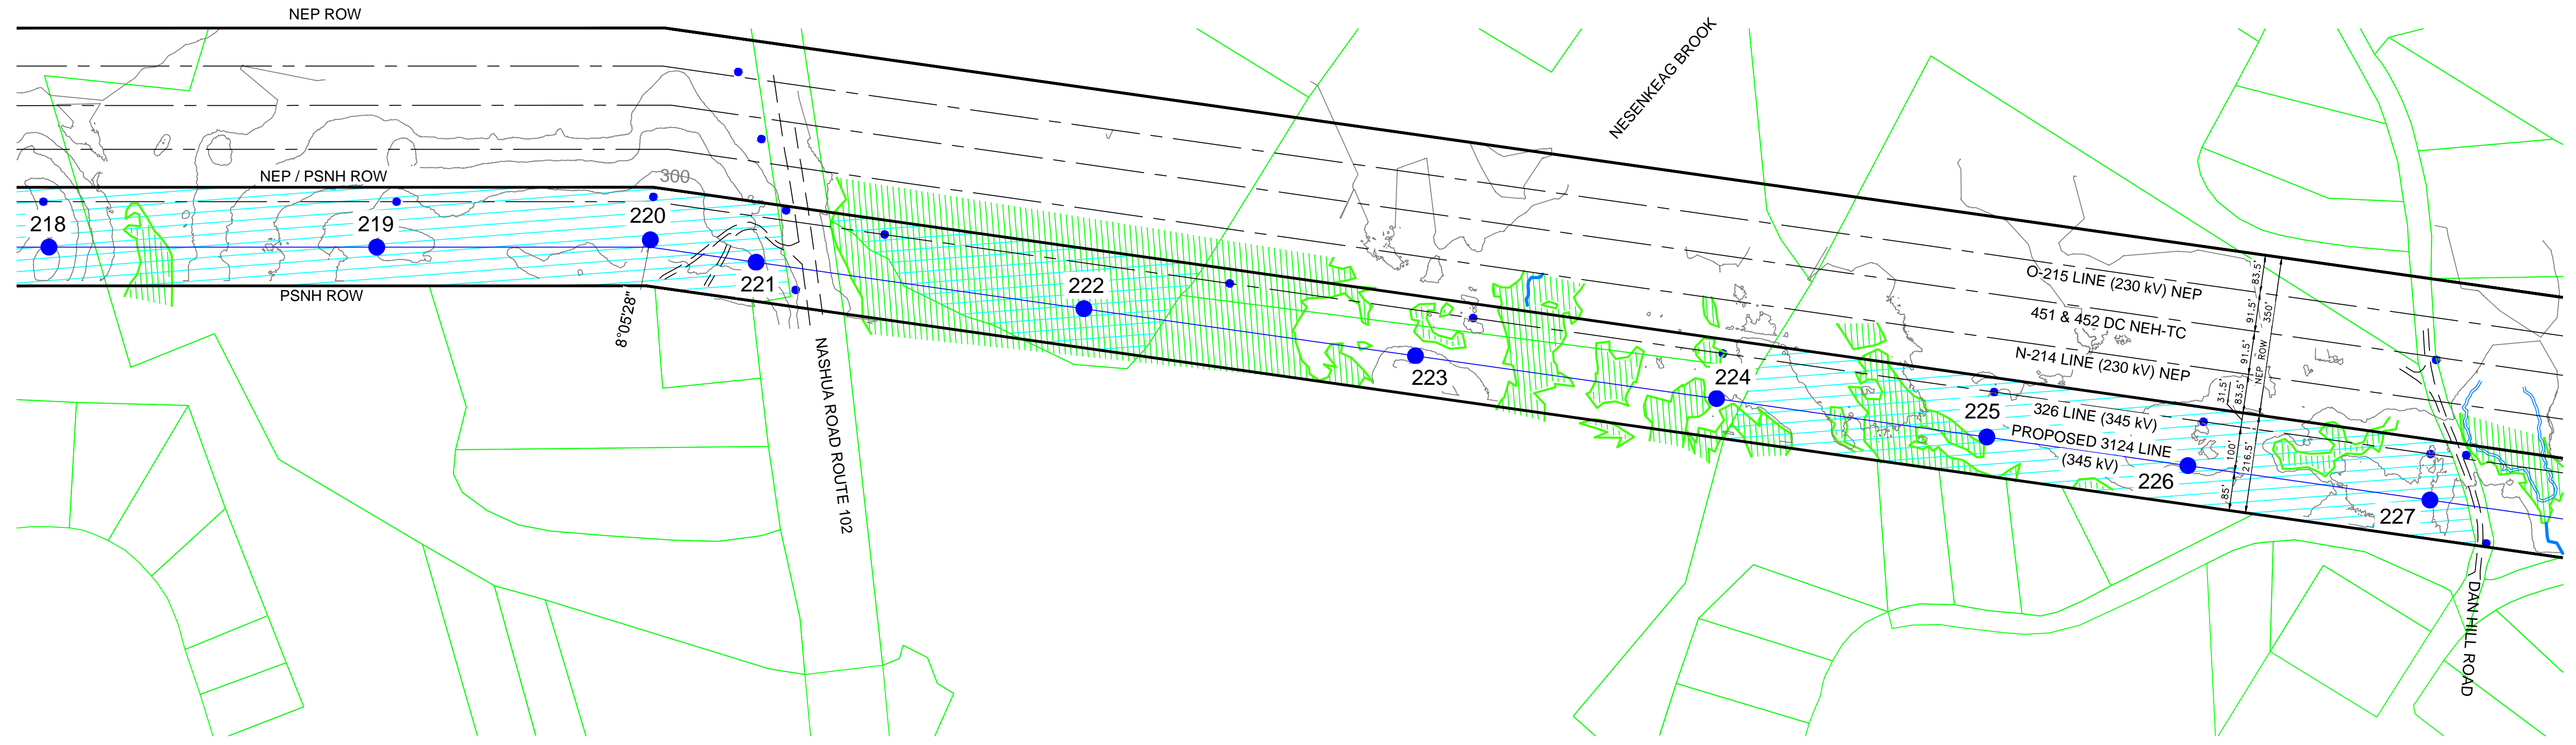 NEP ROW
NESENKEAG BROOK
NEP / PSNH ROW
300
218
219
220
221
222
223
224
225
226
227
PSNH ROW
8°05'28"
NASHUA ROAD ROUTE 102
O-215 LINE (230 kV) NEP
451 & 452 DC NEH-TC
N-214 LINE (230 kV) NEP
326 LINE (345 kV)
PROPOSED 3124 LINE
(345 kV)
83.5'
91.5'
350'
91.5'
NEP ROW
31.5'
83.5'
100'
216.5'
85'
DAN HILL ROAD